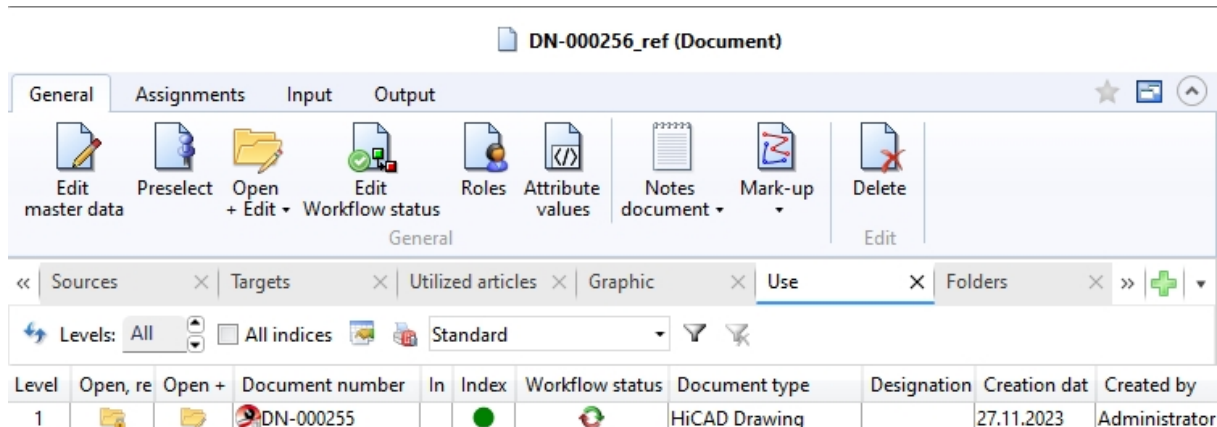 DN-000256_ref (Document)
General Assignments Input Output
Edit master data Preselect Open + Edit Edit Workflow status Roles Attribute values Notes document Mark-up Delete
General Edit
« Sources Targets Utilized articles Graphic Use Folders »
Levels: All All indices Standard
Level Open, re Open + Document number In Index Workflow status Document type Designation Creation dat Created by
1 DN-000255 HiCAD Drawing 27.11.2023 Administrator